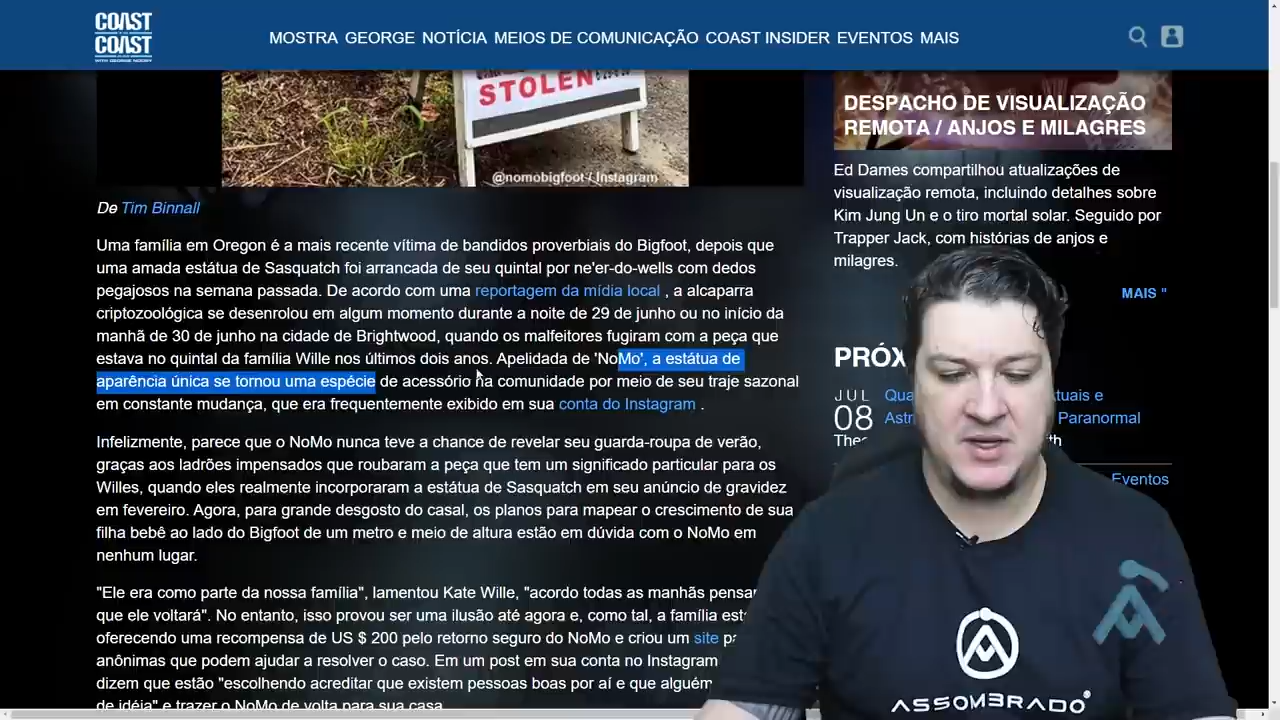 COAST
COAST
WITH GEORGE NOORY
MOSTRA GEORGE NOTÍCIA MEIOS DE COMUNICAÇÃO COAST INSIDER EVENTOS MAIS
STOLEN
@nomobigfoot / Instagram
DESPACHO DE VISUALIZAÇÃO
REMOTA / ANJOS E MILAGRES
Ed Dames compartilhou atualizações de
visualização remota, incluindo detalhes sobre
Kim Jung Un e o tiro mortal solar. Seguido por
Trapper Jack, com histórias de anjos e
milagres.
MAIS "
De Tim Binnall
Uma família em Oregon é a mais recente vítima de bandidos proverbiais do Bigfoot, depois que
uma amada estátua de Sasquatch foi arrancada de seu quintal por ne'er-do-wells com dedos
pegajosos na semana passada. De acordo com uma reportagem da mídia local , a alcaparra
criptozoológica se desenrolou em algum momento durante a noite de 29 de junho ou no início da
manhã de 30 de junho na cidade de Brightwood, quando os malfeitores fugiram com a peça que
estava no quintal da família Wille nos últimos dois anos. Apelidada de 'NoMo', a estátua de
aparência única se tornou uma espécie de acessório na comunidade por meio de seu traje sazonal
em constante mudança, que era frequentemente exibido em sua conta do Instagram .
Infelizmente, parece que o NoMo nunca teve a chance de revelar seu guarda-roupa de verão,
graças aos ladrões impensados que roubaram a peça que tem um significado particular para os
Willes, quando eles realmente incorporaram a estátua de Sasquatch em seu anúncio de gravidez
em fevereiro. Agora, para grande desgosto do casal, os planos para mapear o crescimento de sua
filha bebê ao lado do Bigfoot de um metro e meio de altura estão em dúvida com o NoMo em
nenhum lugar.
"Ele era como parte da nossa família", lamentou Kate Wille, "acordo todas as manhãs pensar
que ele voltará". No entanto, isso provou ser uma ilusão até agora e, como tal, a família est
oferecendo uma recompensa de US $ 200 pelo retorno seguro do NoMo e criou um site pa
anônimas que podem ajudar a resolver o caso. Em um post em sua conta no Instagram
dizem que estão "escolhendo acreditar que existem pessoas boas por aí e que alguém
de idéia" e trazer o NoMo de volta para sua casa.
PRÓX
JUL
08
Qua tuais e
Astr Paranormal
Thec th
Eventos
ASSOMBRADO®